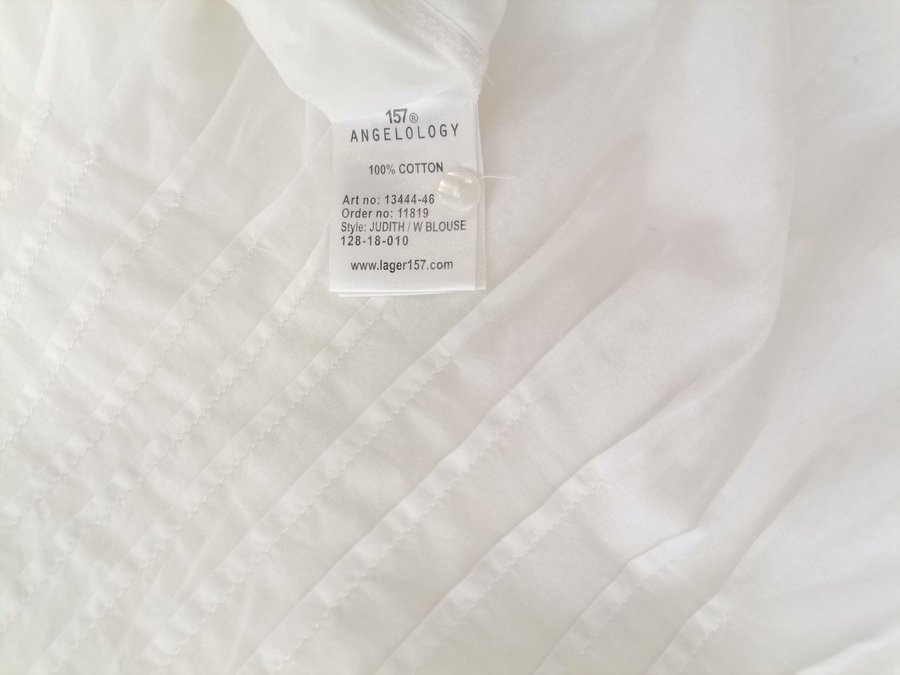 157®
ANGELOLOGY
100% COTTON
Art no: 13444-46
Order no: 11819
Style: JUDITH / W BLOUSE
128-18-010
www.lager157.com